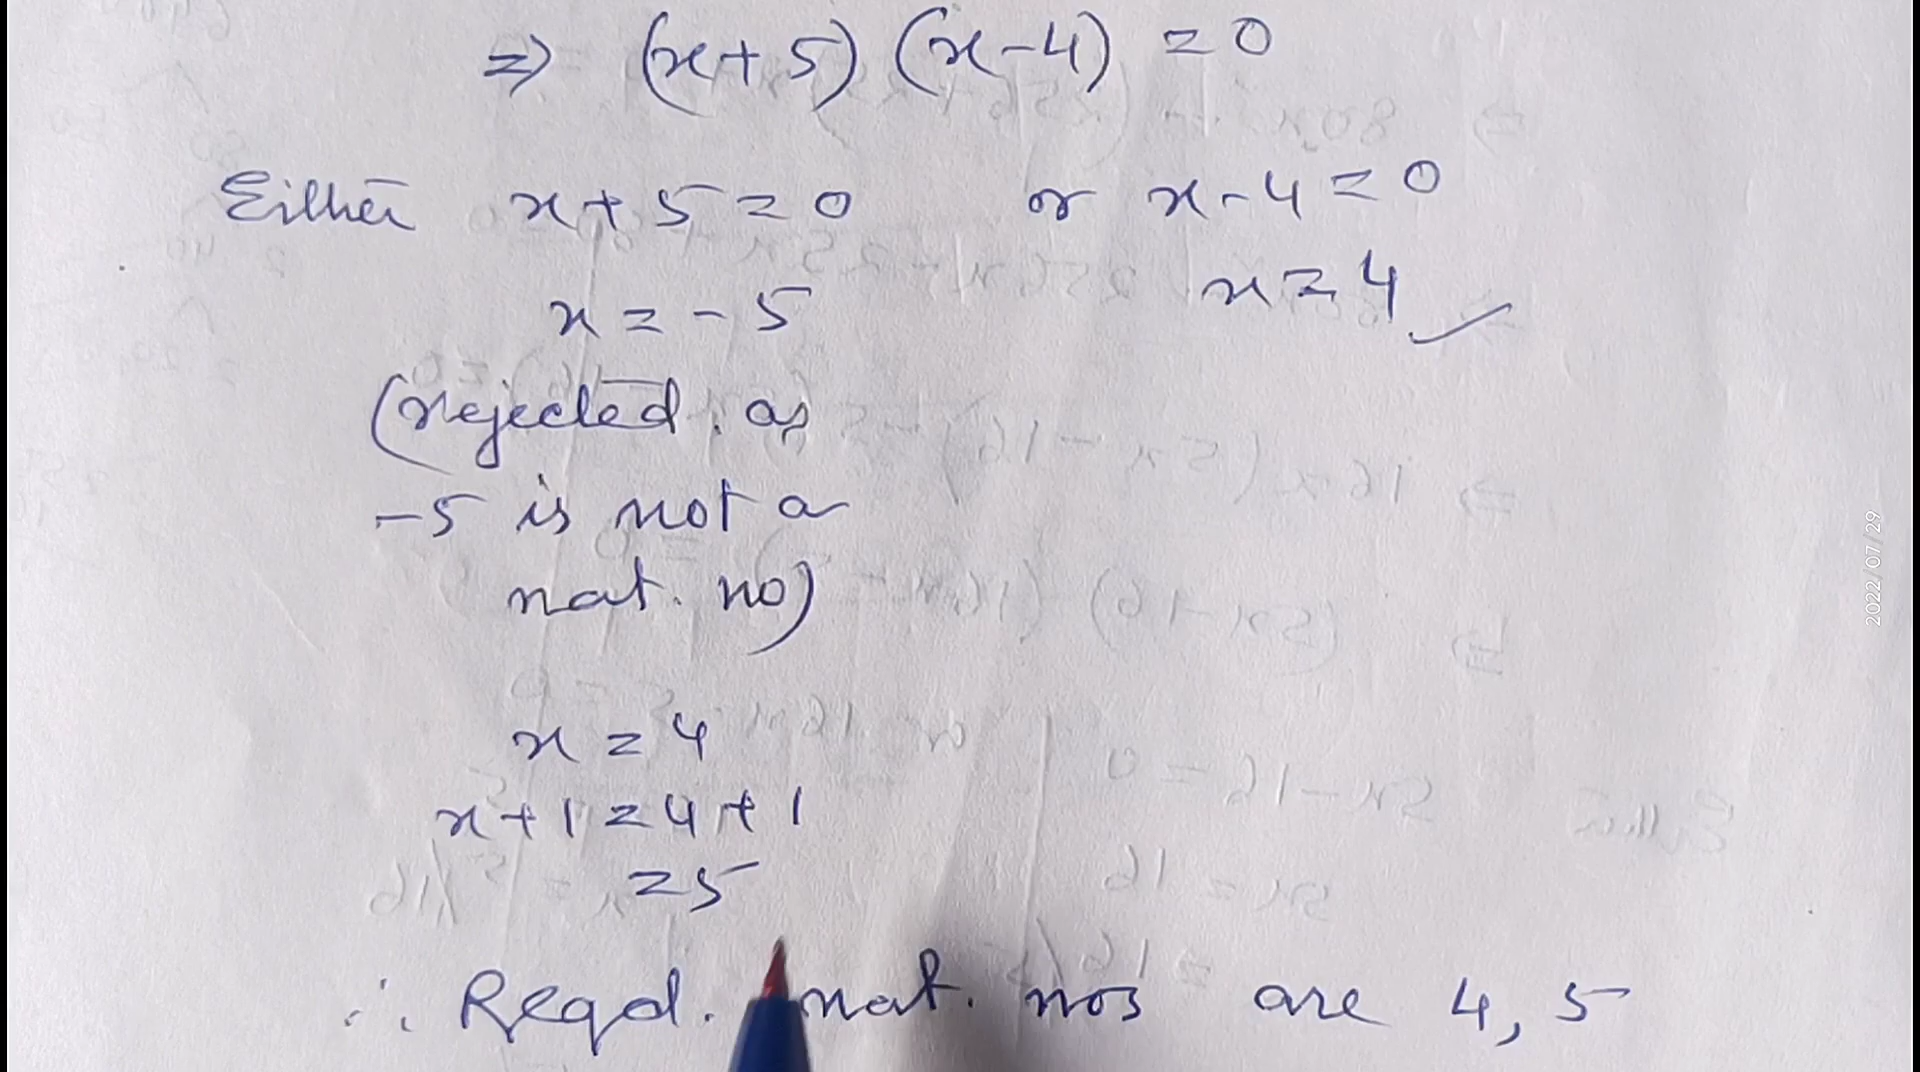 ⇒ (x+5) (x-4) = 0
Either x+5=0 or x-4=0
x=-5 x=4
(rejected as
-5 is not a
nat. no)
x=4
x+1=4+1
=5
∴ Reqd. nat. nos are 4, 5
2022/07/29